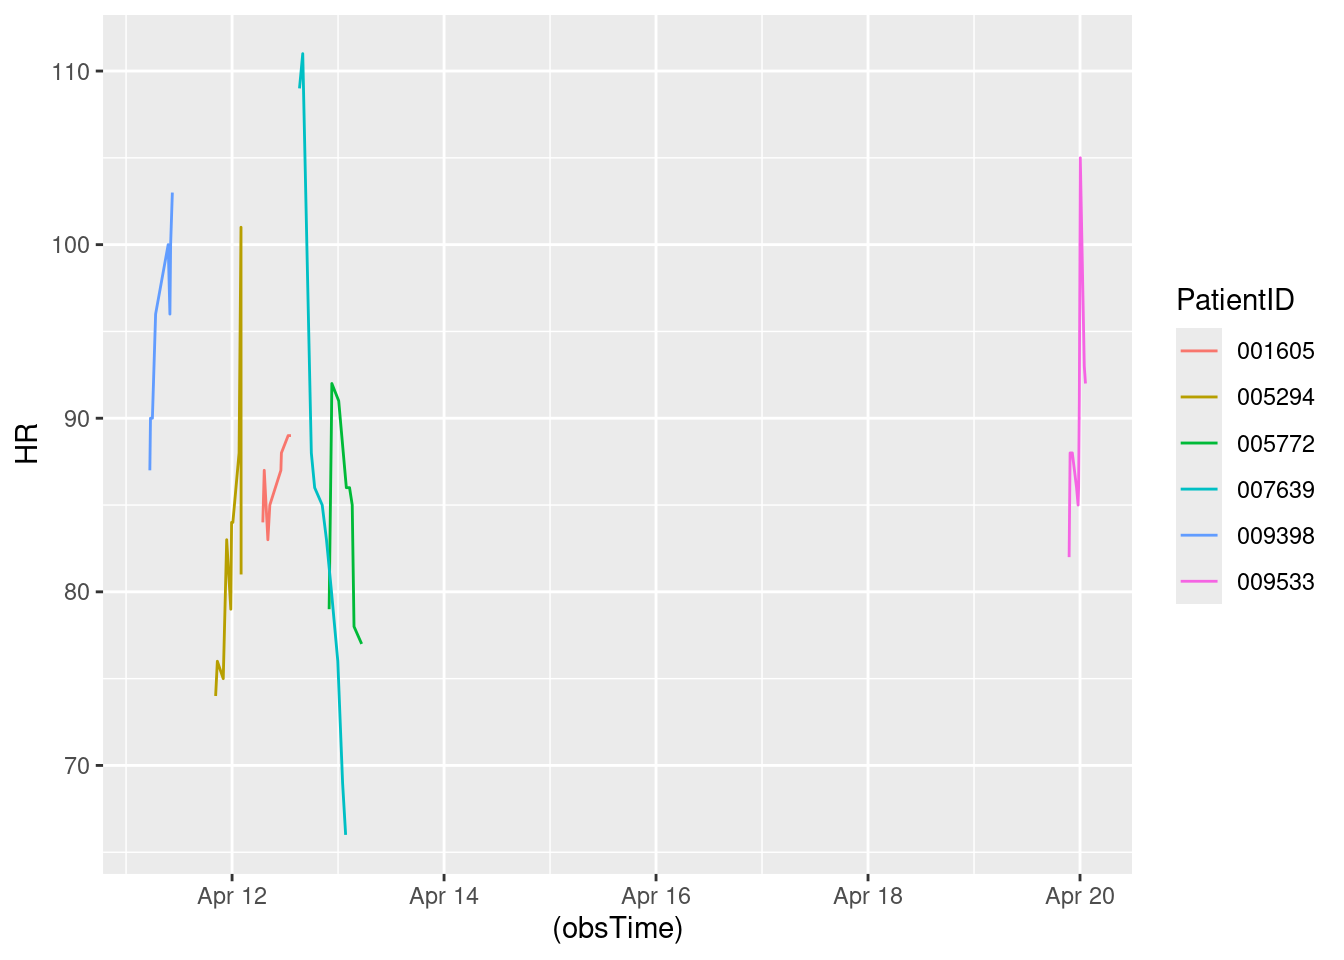 110
100
90
80
70
HR
Apr 12
Apr 14
Apr 16
Apr 18
Apr 20
(obsTime)
PatientID
001605
005294
005772
007639
009398
009533